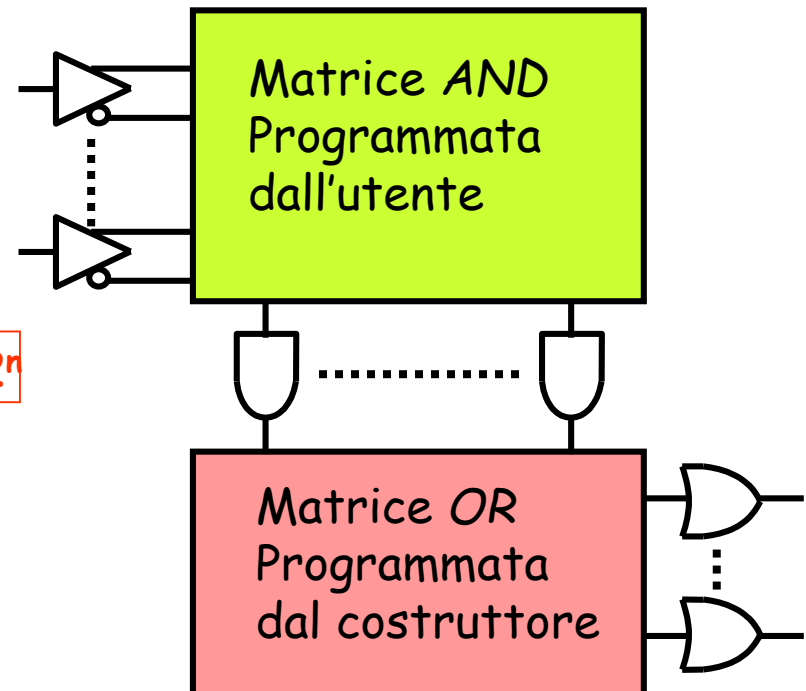 Matrice AND
Programmata
dall'utente
Matrice OR
Programmata
dal costruttore